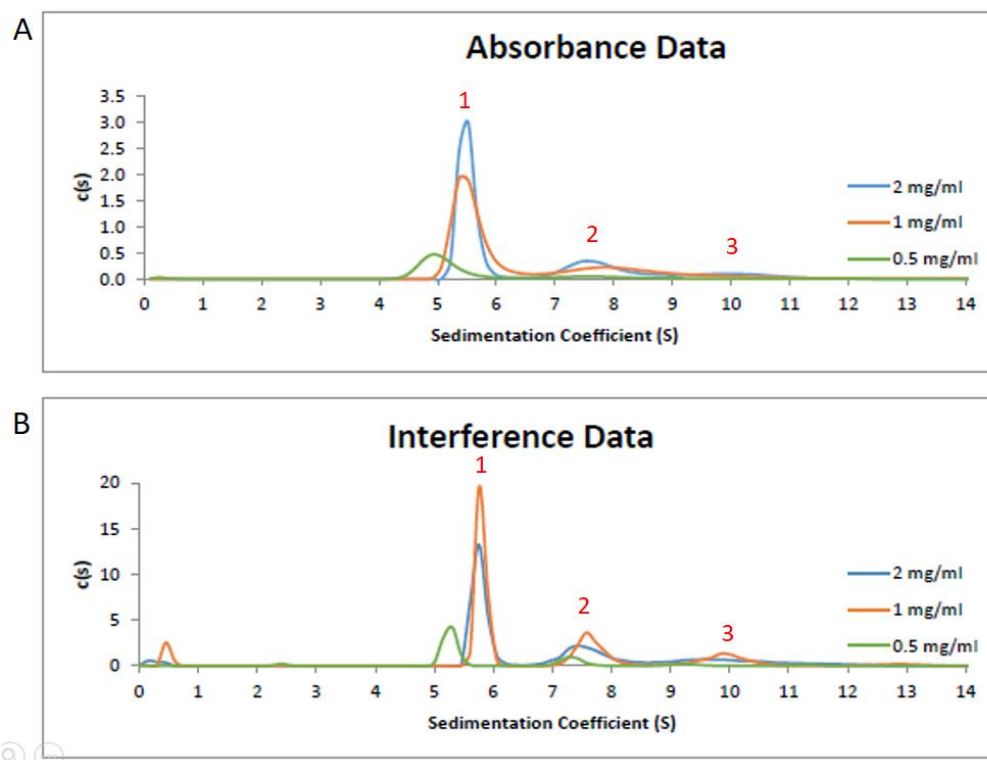 A
Absorbance Data
3.5
3.0
2.5
2.0
1.5
1.0
0.5
0.0
c(s)
1
2
3
2 mg/ml
1 mg/ml
0.5 mg/ml
0 1 2 3 4 5 6 7 8 9 10 11 12 13 14
Sedimentation Coefficient (S)
B
Interference Data
20
15
10
5
0
c(s)
1
2
3
2 mg/ml
1 mg/ml
0.5 mg/ml
0 1 2 3 4 5 6 7 8 9 10 11 12 13 14
Sedimentation Coefficient (S)